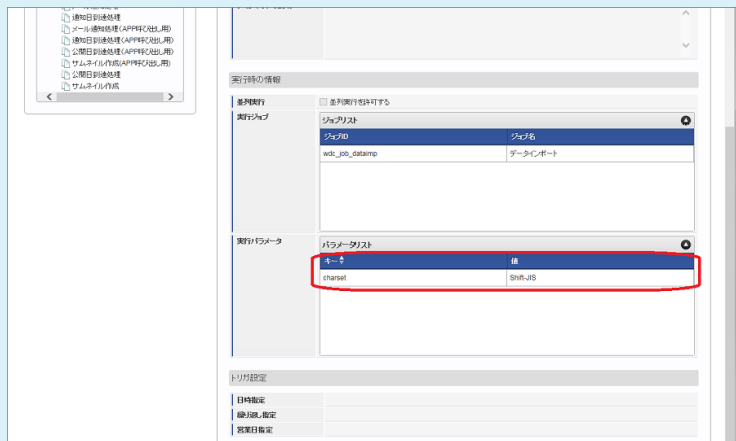 通知日到達処理
メール通知処理(APP呼び出し用)
通知日到達処理(APP呼び出し用)
公開日到達処理(APP呼び出し用)
サムネイル作成(APP呼び出し用)
公開日到達処理
サムネイル作成
実行時の情報
並列実行
並列実行を許可する
実行ジョブ
ジョブリスト
ジョブID
ジョブ名
wdc_job_dataimp
データインポート
実行パラメータ
パラメータリスト
キー
値
charset
Shift-JIS
トリガ設定
日時指定
繰り返し指定
営業日指定